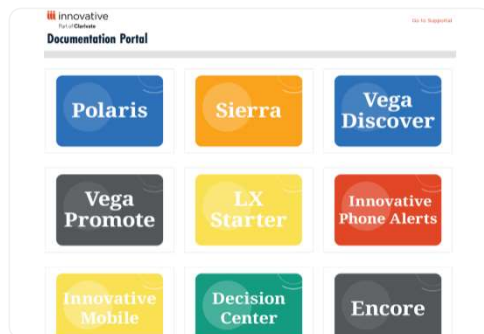 innovative
Part of Clarivate
Go to Supportal
Documentation Portal
Polaris
Sierra
Vega
Discover
Vega
Promote
LX
Starter
Innovative
Phone Alerts
Innovative
Mobile
Decision
Center
Encore